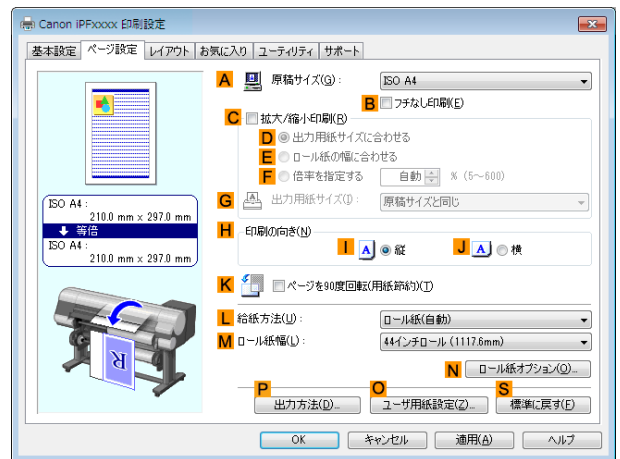 Canon iPFxxxx 印刷設定
基本設定 ページ設定 レイアウト お気に入り ユーティリティ サポート
A 原稿サイズ(G): ISO A4
B フチなし印刷(E)
C 拡大/縮小印刷(R)
D 出力用紙サイズに合わせる
E ロール紙の幅に合わせる
F 倍率を指定する 自動 % (5～600)
G 出力用紙サイズ(I): 原稿サイズと同じ
ISO A4 :
210.0 mm x 297.0 mm
等倍
ISO A4 :
210.0 mm x 297.0 mm
H 印刷の向き(N)
I A 縦 J A 横
K ページを90度回転(用紙節約)(T)
L 給紙方法(U): ロール紙(自動)
M ロール紙幅(L): 44インチロール (1117.6mm)
R
N ロール紙オプション(O)...
P O S
出力方法(D)... ユーザ用紙設定(Z)... 標準に戻す(F)
OK キャンセル 適用(A) ヘルプ